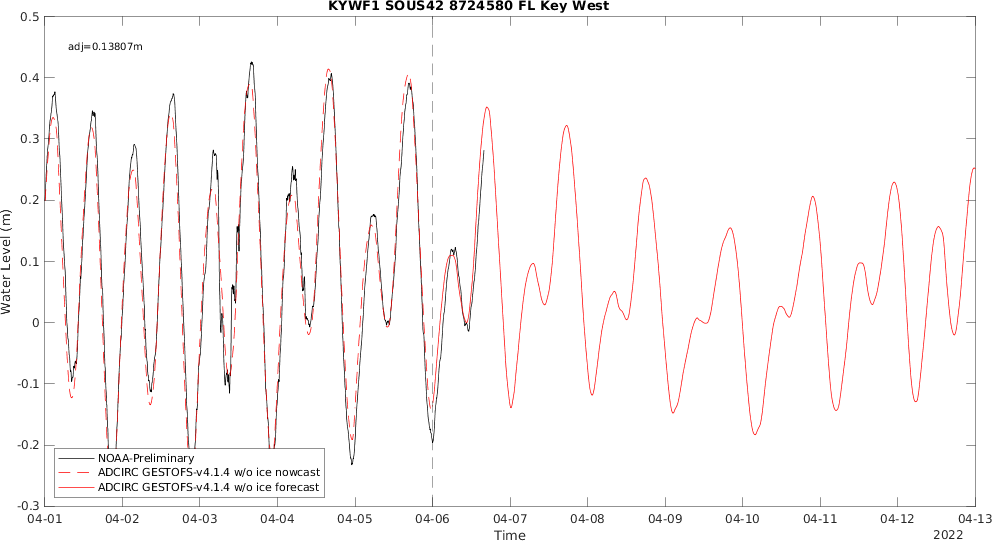 KYWF1 SOUS42 8724580 FL Key West
adj=0.13807m
0.5
0.4
0.3
0.2
0.1
0
-0.1
-0.2
-0.3
Water Level (m)
NOAA-Preliminary
ADCIRC GESTOFS-v4.1.4 w/o ice nowcast
ADCIRC GESTOFS-v4.1.4 w/o ice forecast
04-01 04-02 04-03 04-04 04-05 04-06 04-07 04-08 04-09 04-10 04-11 04-12 04-13
Time
2022